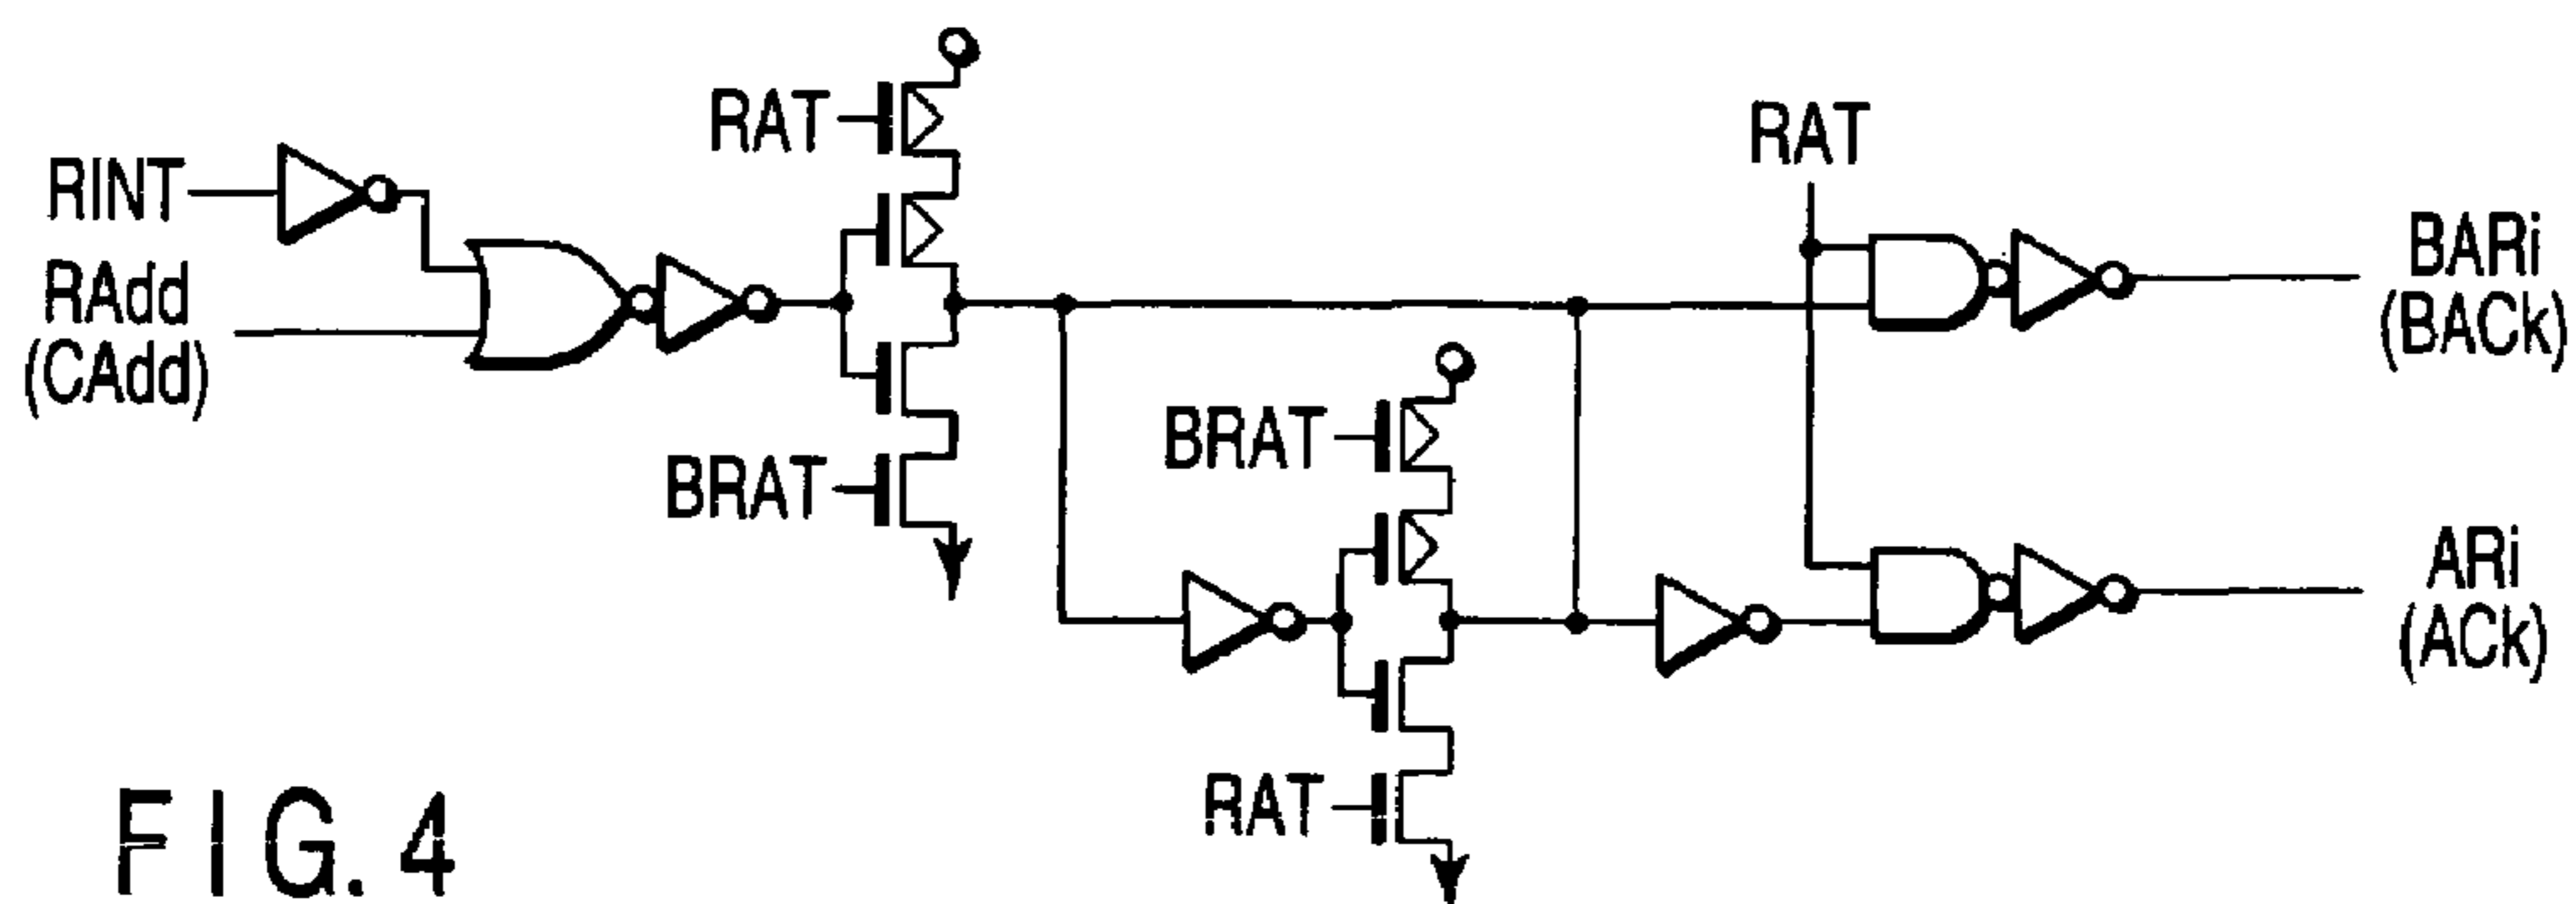 RAT
RINT
RAdd
(CAdd)
BRAT
BRAT
RAT
RAT
BARi
(BACk)
ARi
(ACk)
FIG. 4